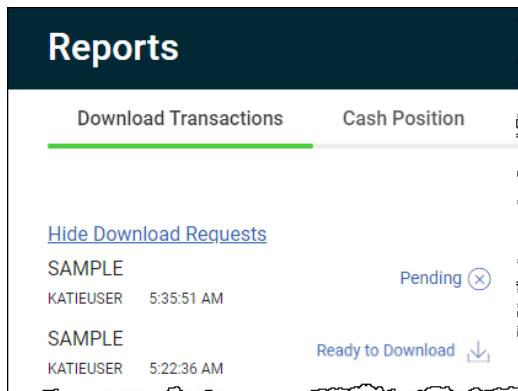 Reports
Download Transactions Cash Position
Hide Download Requests
SAMPLE
Pending
KATIEUSER 5:35:51 AM
SAMPLE
Ready to Download
KATIEUSER 5:22:36 AM